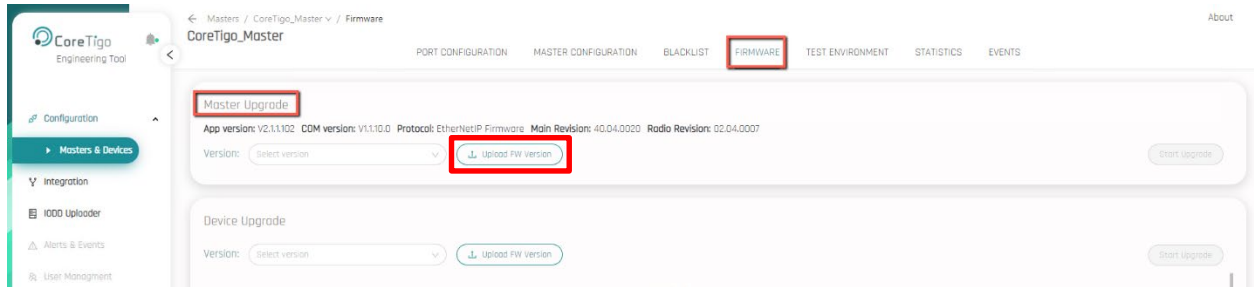 CoreTigo
Engineering Tool
Configuration
Masters & Devices
Integration
IODD Uploader
Alerts & Events
User Managment
Masters / CoreTigo_Master / Firmware
About
CoreTigo_Master
PORT CONFIGURATION MASTER CONFIGURATION BLACKLIST FIRMWARE TEST ENVIRONMENT STATISTICS EVENTS
Master Upgrade
App version: V2.1.1.102 COM version: V1.1.10.0 Protocol: EtherNetIP Firmware Main Revision: 40.04.0020 Radio Revision: 02.04.0007
Version: Select version Upload FW Version Start Upgrade
Device Upgrade
Version: Select version Upload FW Version Start Upgrade